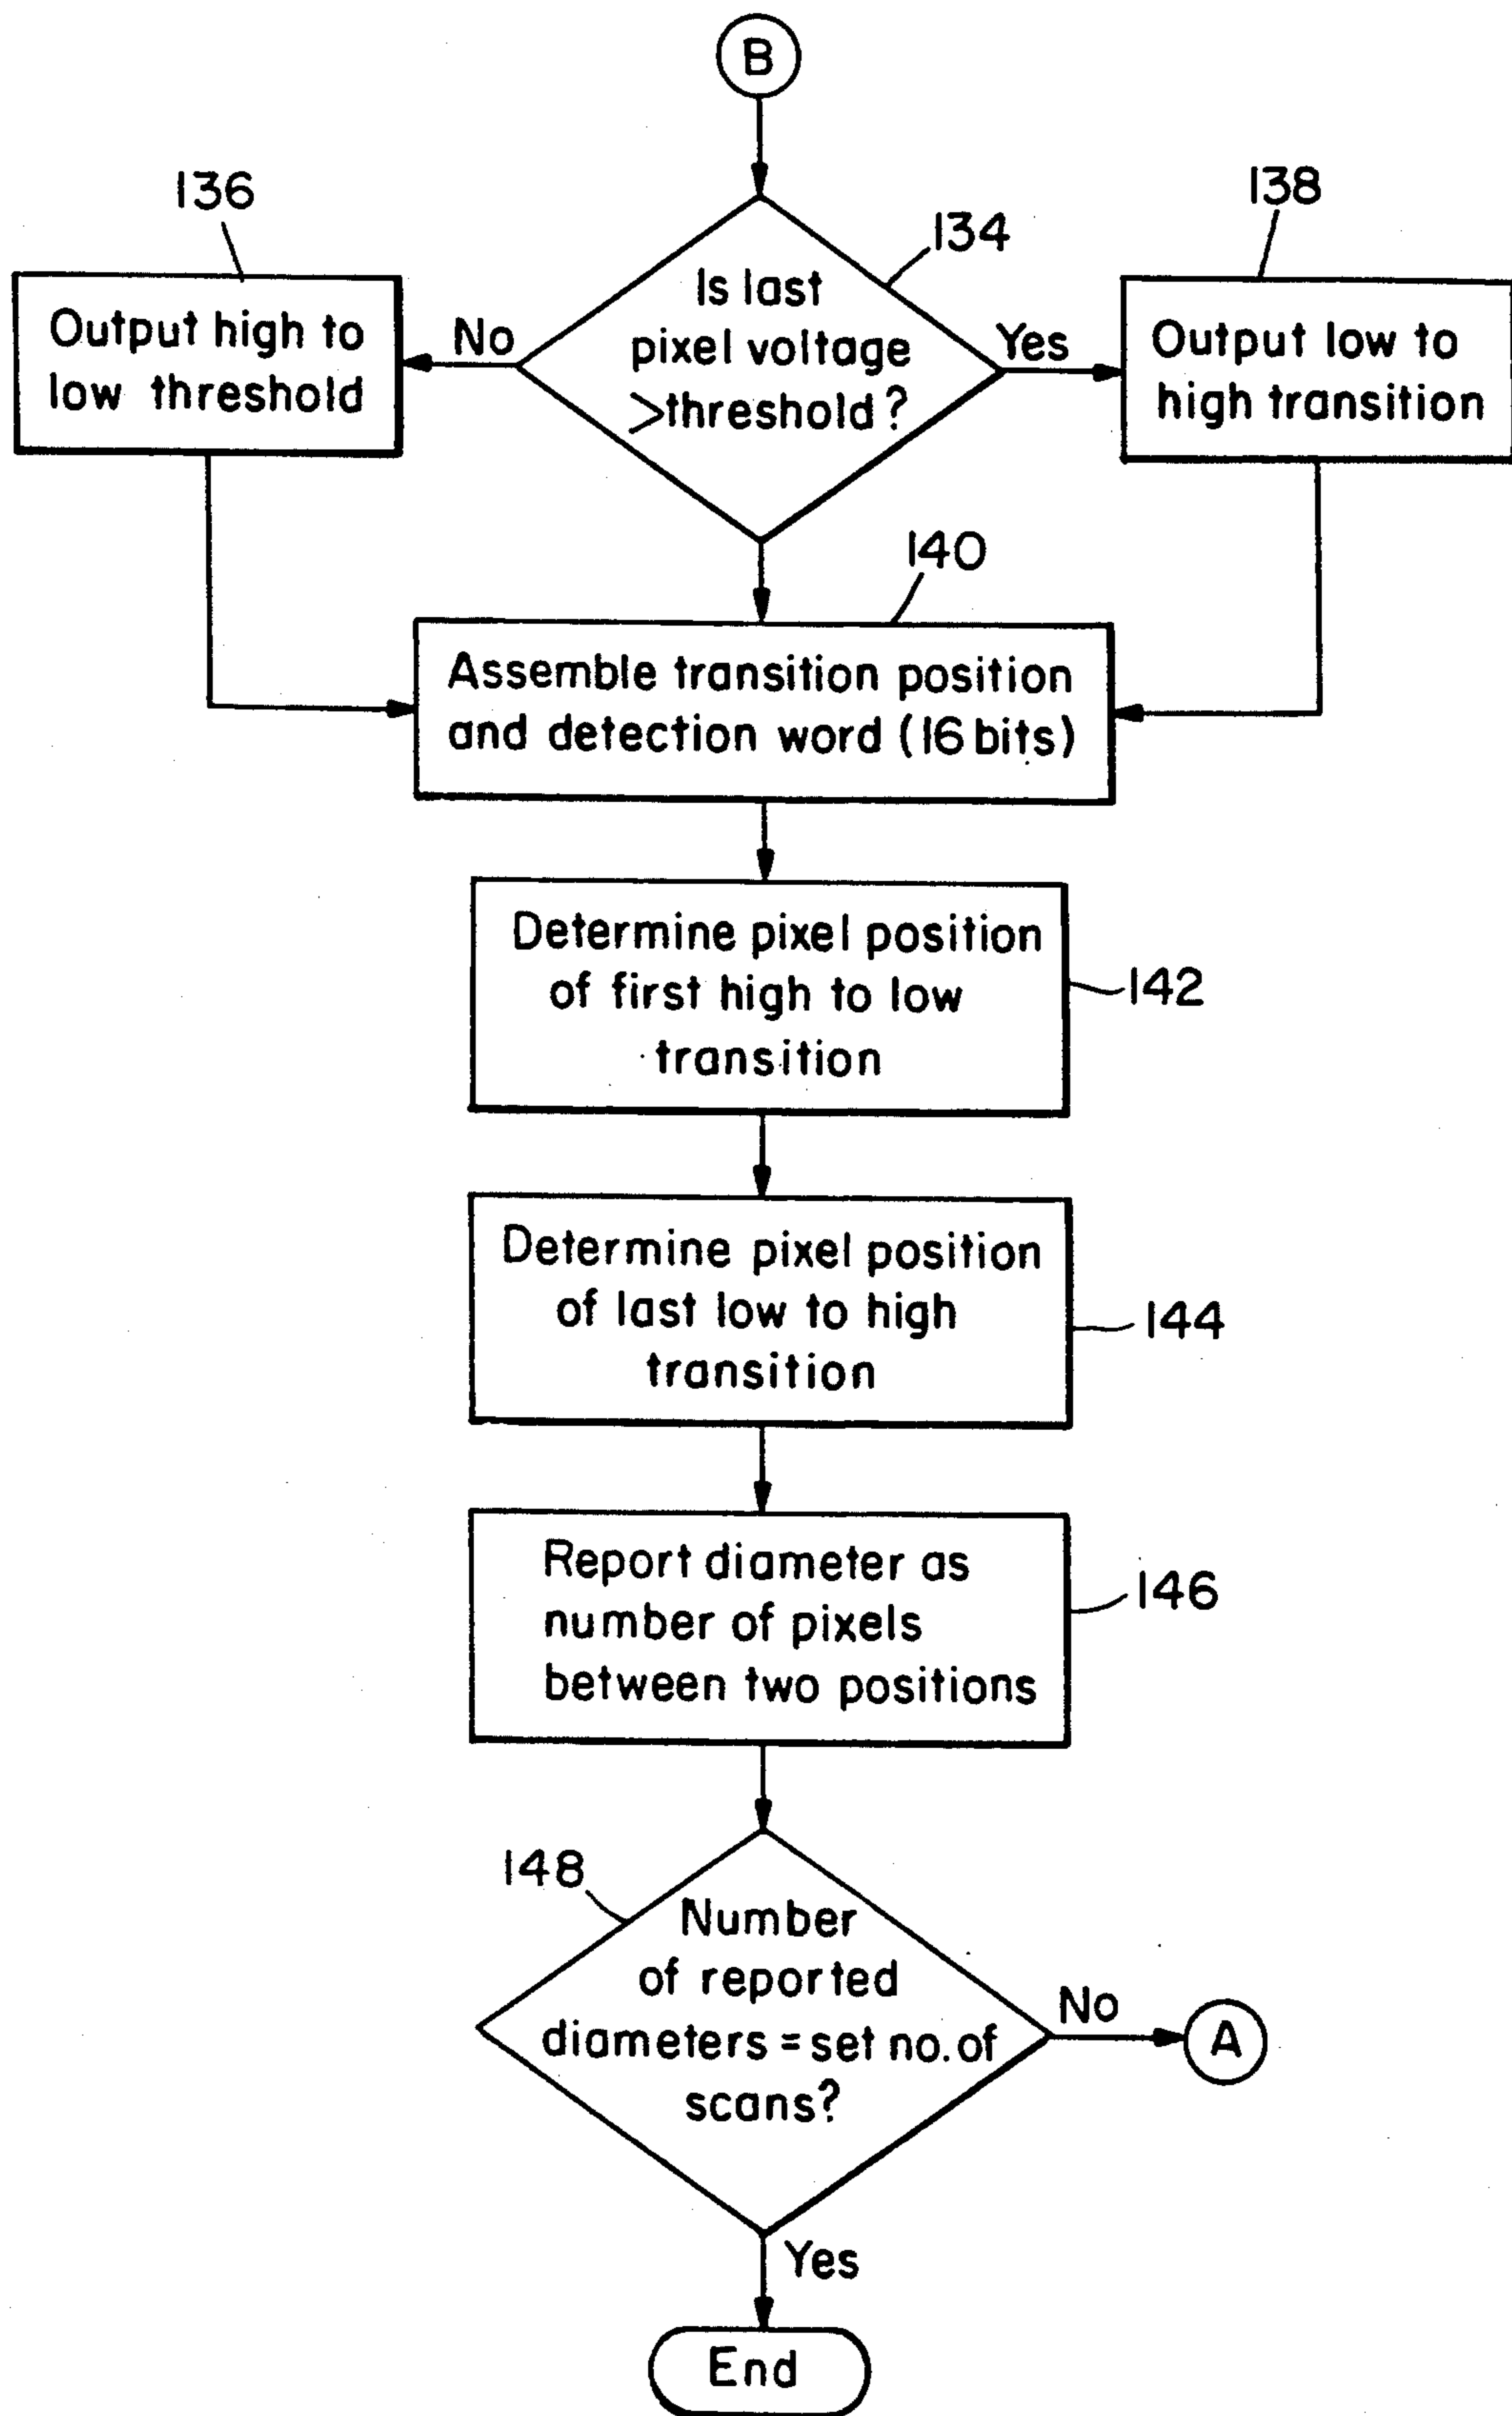 B
136
138
134
Is last
pixel voltage
>threshold?
No
Yes
Output high to
low threshold
Output low to
high transition
140
Assemble transition position
and detection word (16 bits)
Determine pixel position
of first high to low
transition
142
Determine pixel position
of last low to high
transition
144
Report diameter as
number of pixels
between two positions
146
148
Number
of reported
diameters = set no. of
scans?
No
A
Yes
End